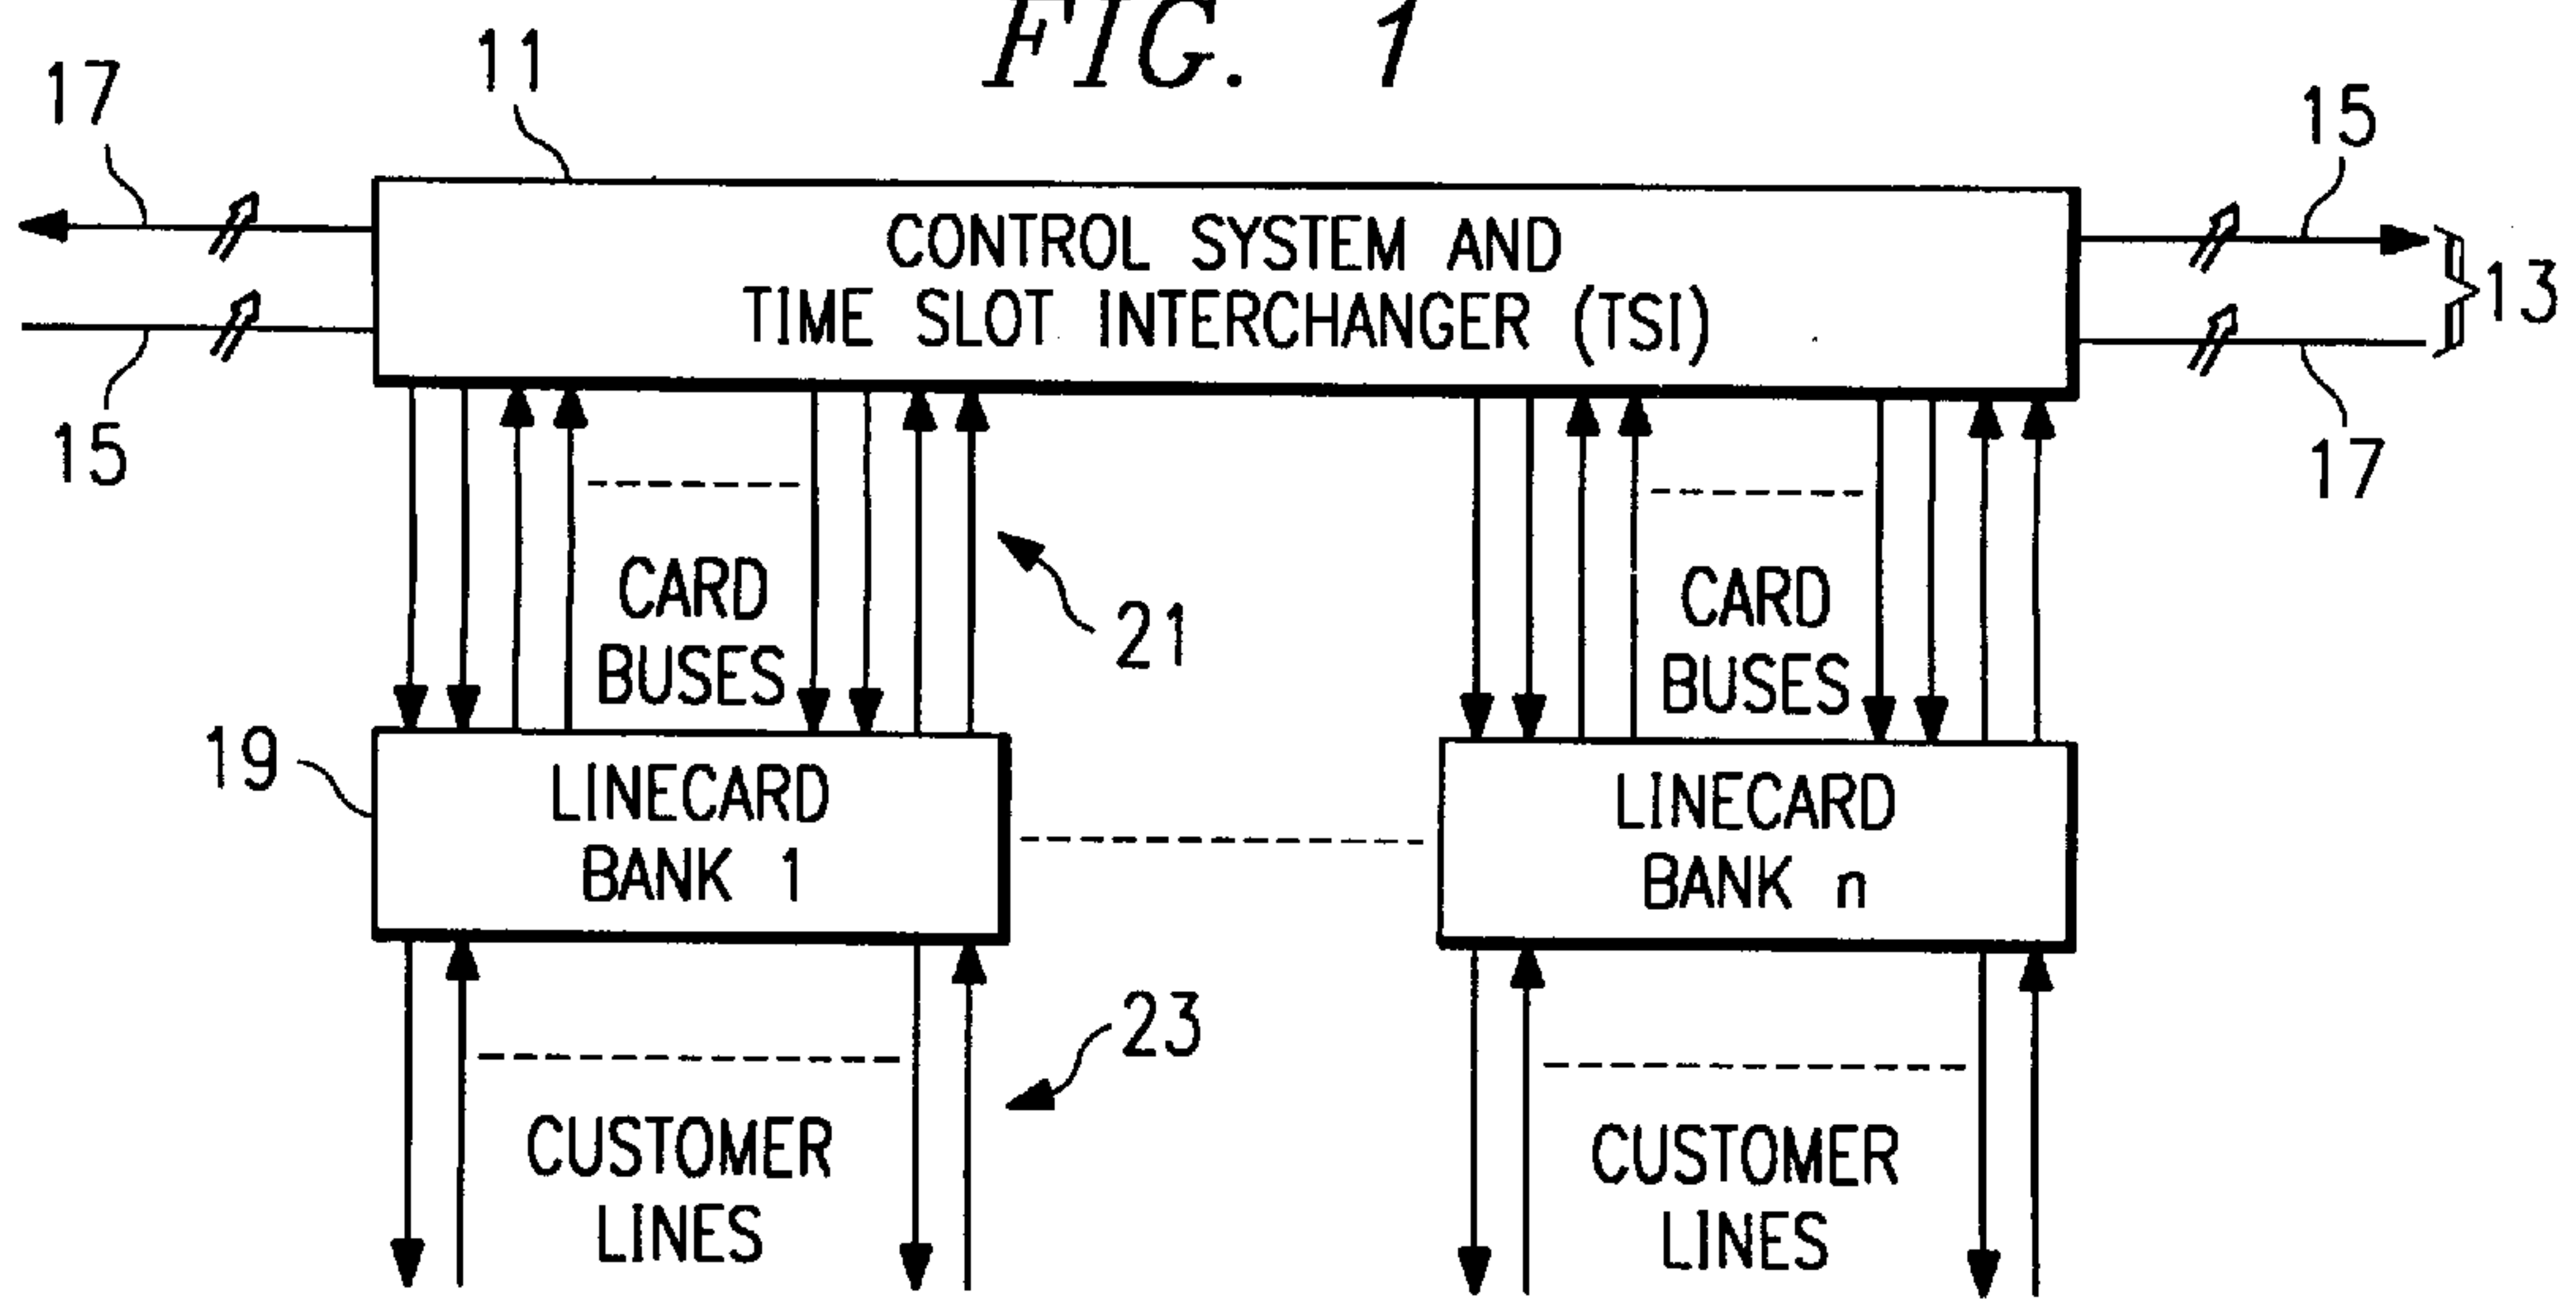 FIG. 1
17
11
15
CONTROL SYSTEM AND
TIME SLOT INTERCHANGER (TSI)
13
15
17
CARD
BUSES
21
CARD
BUSES
19
LINECARD
BANK 1
LINECARD
BANK n
23
CUSTOMER
LINES
CUSTOMER
LINES